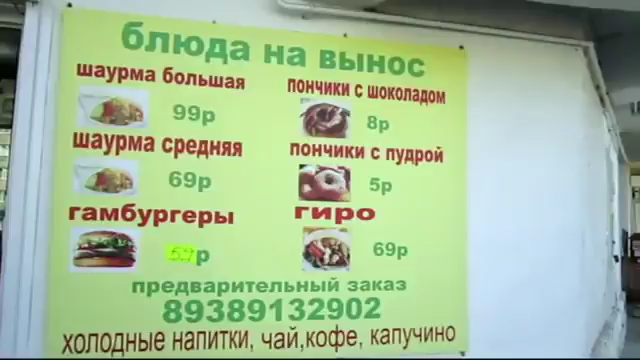 блюда на вынос
шаурма большая
99р
пончики с шоколадом
8р
шаурма средняя
69р
пончики с пудрой
5р
гамбургеры
57р
гиро
69р
предварительный заказ
89389132902
холодные напитки, чай,кофе, капучино